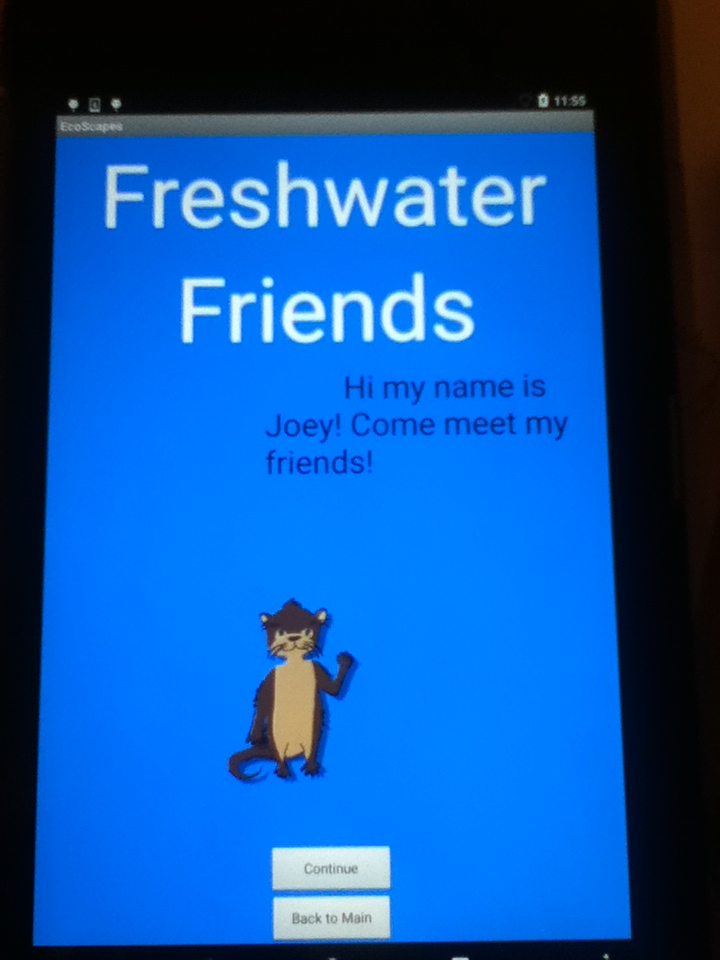 11:55
EcoScapes
Freshwater
Friends
Hi my name is
Joey! Come meet my
friends!
Continue
Back to Main